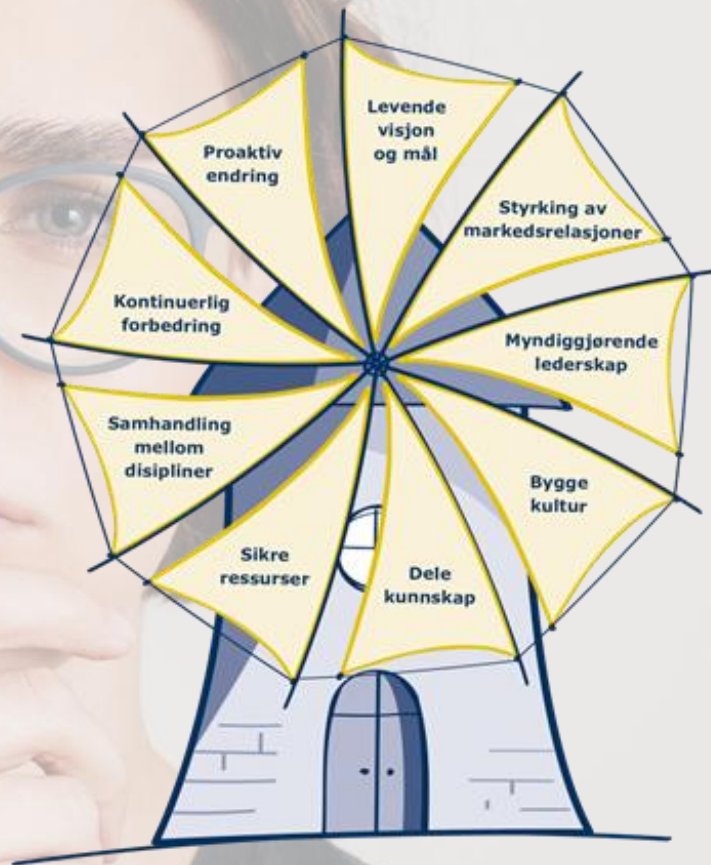 Levende
visjon
og mål
Styrking av
markedsrelasjoner
Myndiggjørende
lederskap
Bygge
kultur
Dele
kunnskap
Sikre
ressurser
Samhandling
mellom
disipliner
Kontinuerlig
forbedring
Proaktiv
endring